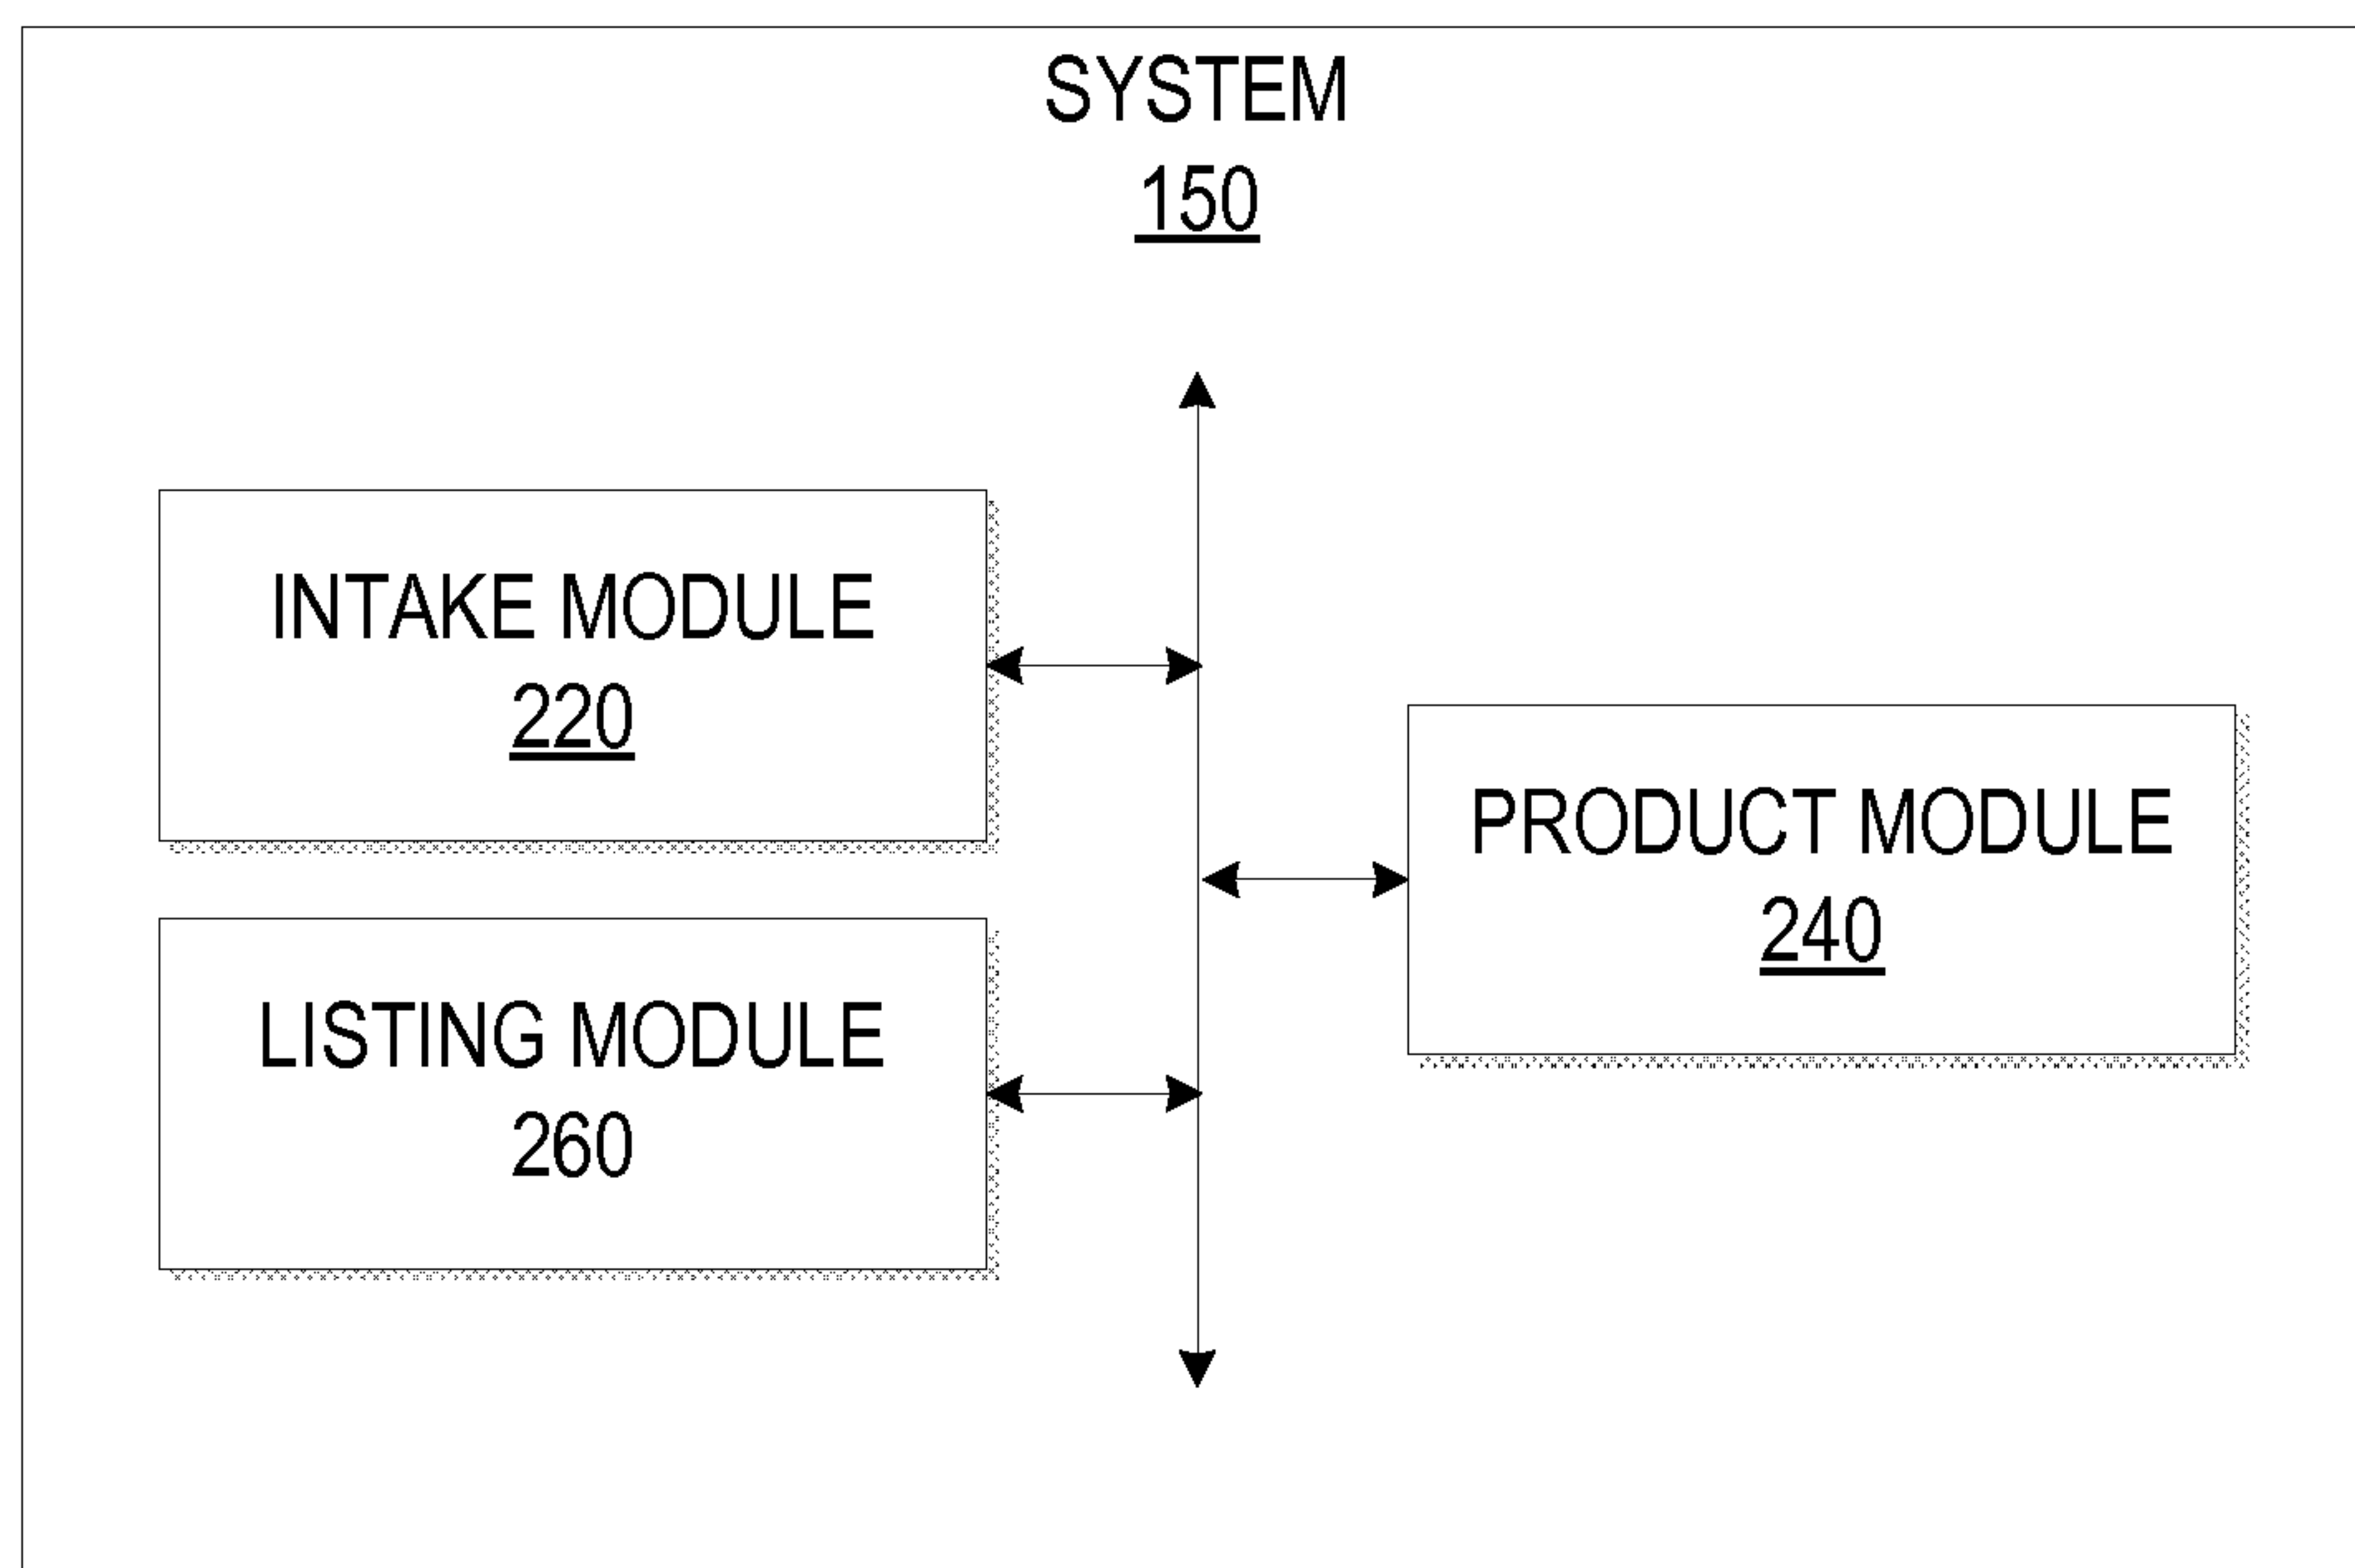 SYSTEM
150
INTAKE MODULE
220
PRODUCT MODULE
240
LISTING MODULE
260